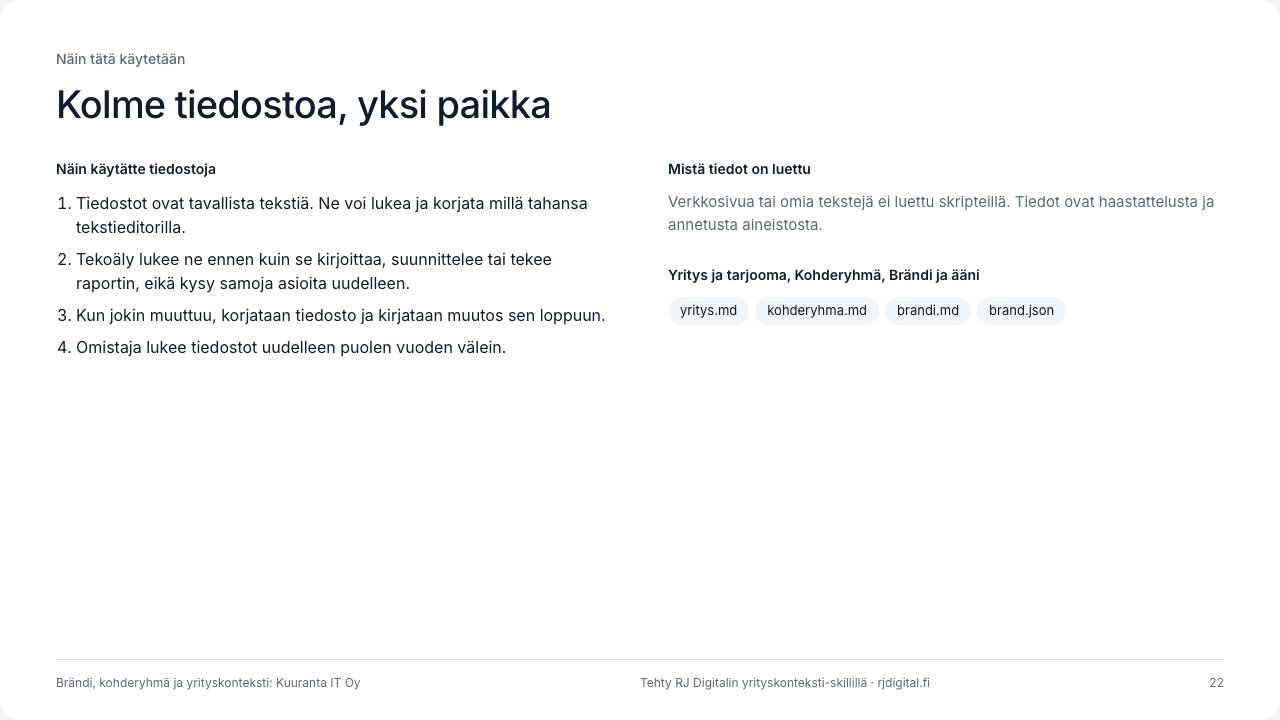 Näin tätä käytetään
Kolme tiedostoa, yksi paikka
Näin käytätte tiedostoja
1. Tiedostot ovat tavallista tekstiä. Ne voi lukea ja korjata millä tahansa
tekstieditorilla.
2. Tekoäly lukee ne ennen kuin se kirjoittaa, suunnittelee tai tekee
raportin, eikä kysy samoja asioita uudelleen.
3. Kun jokin muuttuu, korjataan tiedosto ja kirjataan muutos sen loppuun.
4. Omistaja lukee tiedostot uudelleen puolen vuoden välein.
Mistä tiedot on luettu
Verkkosivua tai omia tekstejä ei luettu skripteillä. Tiedot ovat haastattelusta ja
annetusta aineistosta.
Yritys ja tarjooma, Kohderyhmä, Brändi ja ääni
yritys.md kohderyhma.md brandi.md brand.json
Brändi, kohderyhmä ja yrityskonteksti: Kuuranta IT Oy
Tehty RJ Digitalin yrityskonteksti-skillillä · rjdigital.fi
22